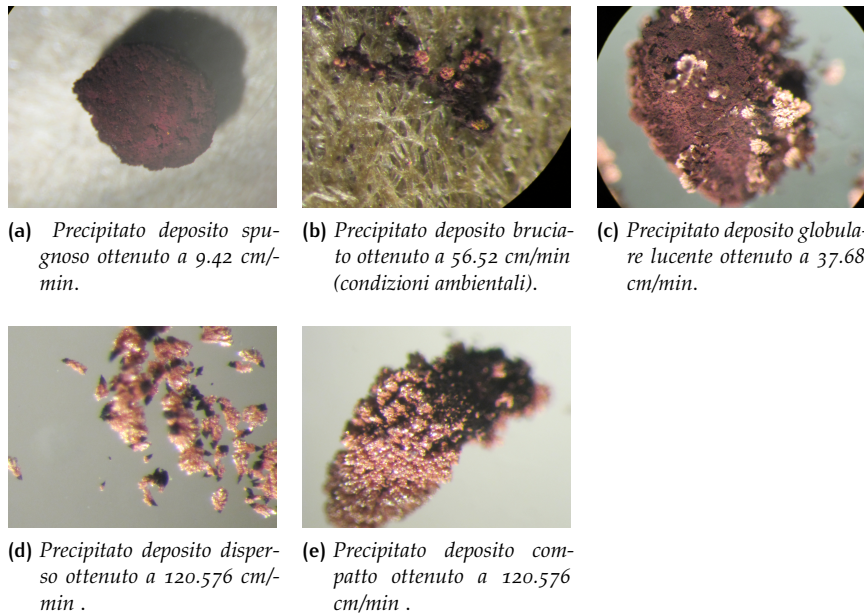 (a) Precipitato deposito spu-
gnoso ottenuto a 9.42 cm/-
min.
(b) Precipitato deposito brucia-
to ottenuto a 56.52 cm/min
(condizioni ambientali).
(c) Precipitato deposito globula-
re lucente ottenuto a 37.68
cm/min.
(d) Precipitato deposito disper-
so ottenuto a 120.576 cm/-
min .
(e) Precipitato deposito com-
patto ottenuto a 120.576
cm/min .